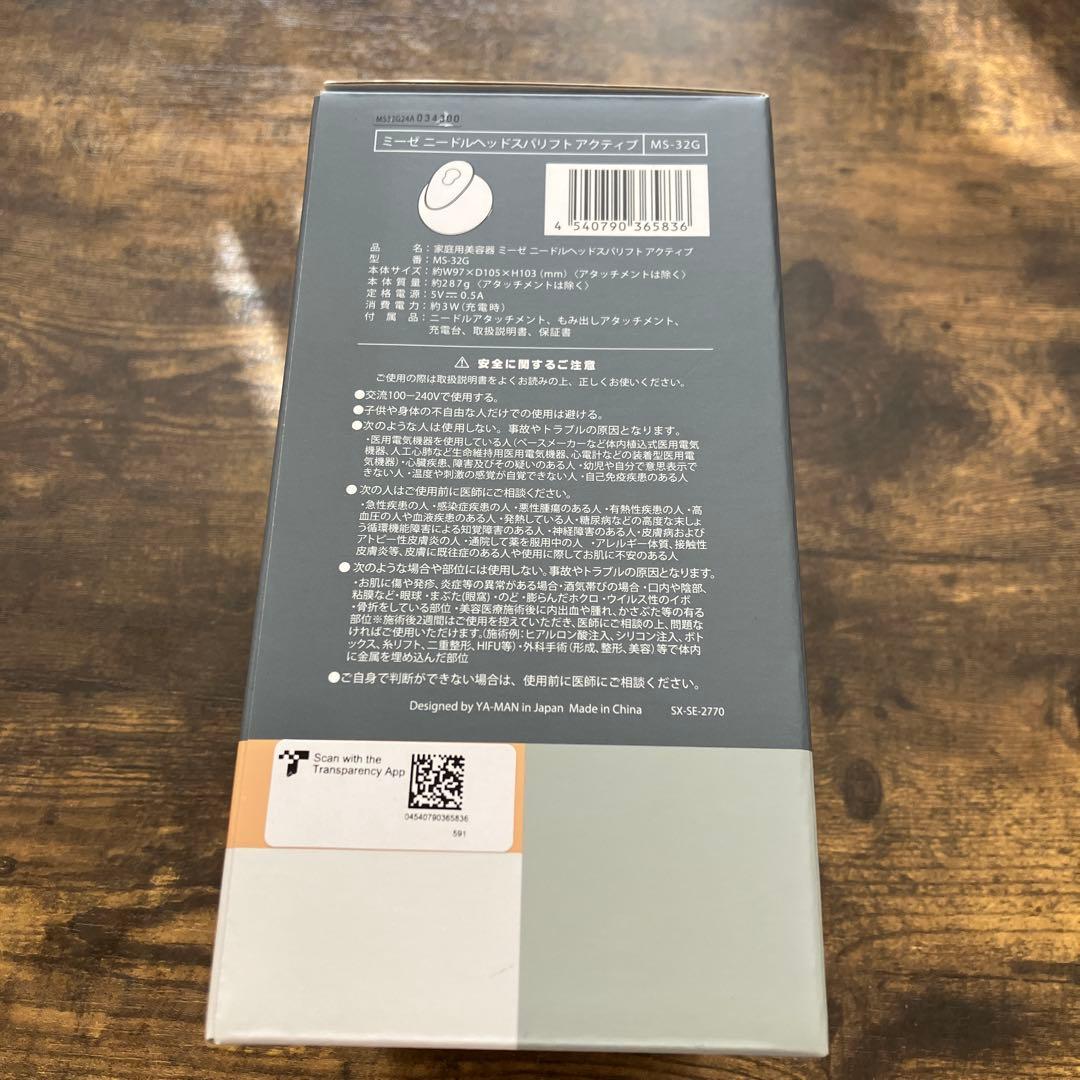 MS32G24A 034300
ミーゼ ニードルヘッドスパリフト アクティブ MS-32G
4 540790 365836
品名：家庭用美容器 ミーゼ ニードルヘッドスパリフト アクティブ
型番：MS-32G
本体サイズ：約W97×D105×H103（mm）〈アタッチメントは除く〉
本体質量：約287g〈アタッチメントは除く〉
定格電源：5V⎓0.5A
消費電力：約3W（充電時）
付属品：ニードルアタッチメント、もみ出しアタッチメント、
充電台、取扱説明書、保証書
⚠ 安全に関するご注意
ご使用の際は取扱説明書をよくお読みの上、正しくお使いください。
●交流100−240Vで使用する。
●子供や身体の不自由な人だけでの使用は避ける。
●次のような人は使用しない。事故やトラブルの原因となります。
・医用電気機器を使用している人（ペースメーカーなど体内植込式医用電気
機器、人工心肺など生命維持用医用電気機器、心電計などの装着型医用電
気機器）・心臓疾患、障害及びその疑いのある人・幼児や自分で意思表示で
きない人・温度や刺激の感覚が自覚できない人・自己免疫疾患のある人
●次の人はご使用前に医師にご相談ください。
・急性疾患の人・感染症疾患の人・悪性腫瘍のある人・有熱性疾患の人・高
血圧の人や血液疾患のある人・発熱している人・糖尿病などの高度な末しょ
う循環機能障害による知覚障害のある人・神経障害のある人・皮膚病および
アトピー性皮膚炎の人・通院して薬を服用中の人・アレルギー体質、接触性
皮膚炎等、皮膚に既往症のある人や使用に際してお肌に不安のある人
●次のような場合や部位には使用しない。事故やトラブルの原因となります。
・お肌に傷や発疹、炎症等の異常がある場合・酒気帯びの場合・口内や陰部、
粘膜など・眼球・まぶた（眼窩）・のど・膨らんだホクロ・ウイルス性のイボ
・骨折をしている部位・美容医療施術後に内出血や腫れ、かさぶた等の有る
部位※施術後2週間はご使用を控えていただき、医師にご相談の上、問題な
ければご使用いただけます。（施術例：ヒアルロン酸注入、シリコン注入、ボト
ックス、糸リフト、二重整形、HIFU等）・外科手術（形成、整形、美容）等で体内
に金属を埋め込んだ部位
●ご自身で判断ができない場合は、使用前に医師にご相談ください。
Designed by YA-MAN in Japan Made in China SX-SE-2770
Scan with the
Transparency App
04540790365836
591